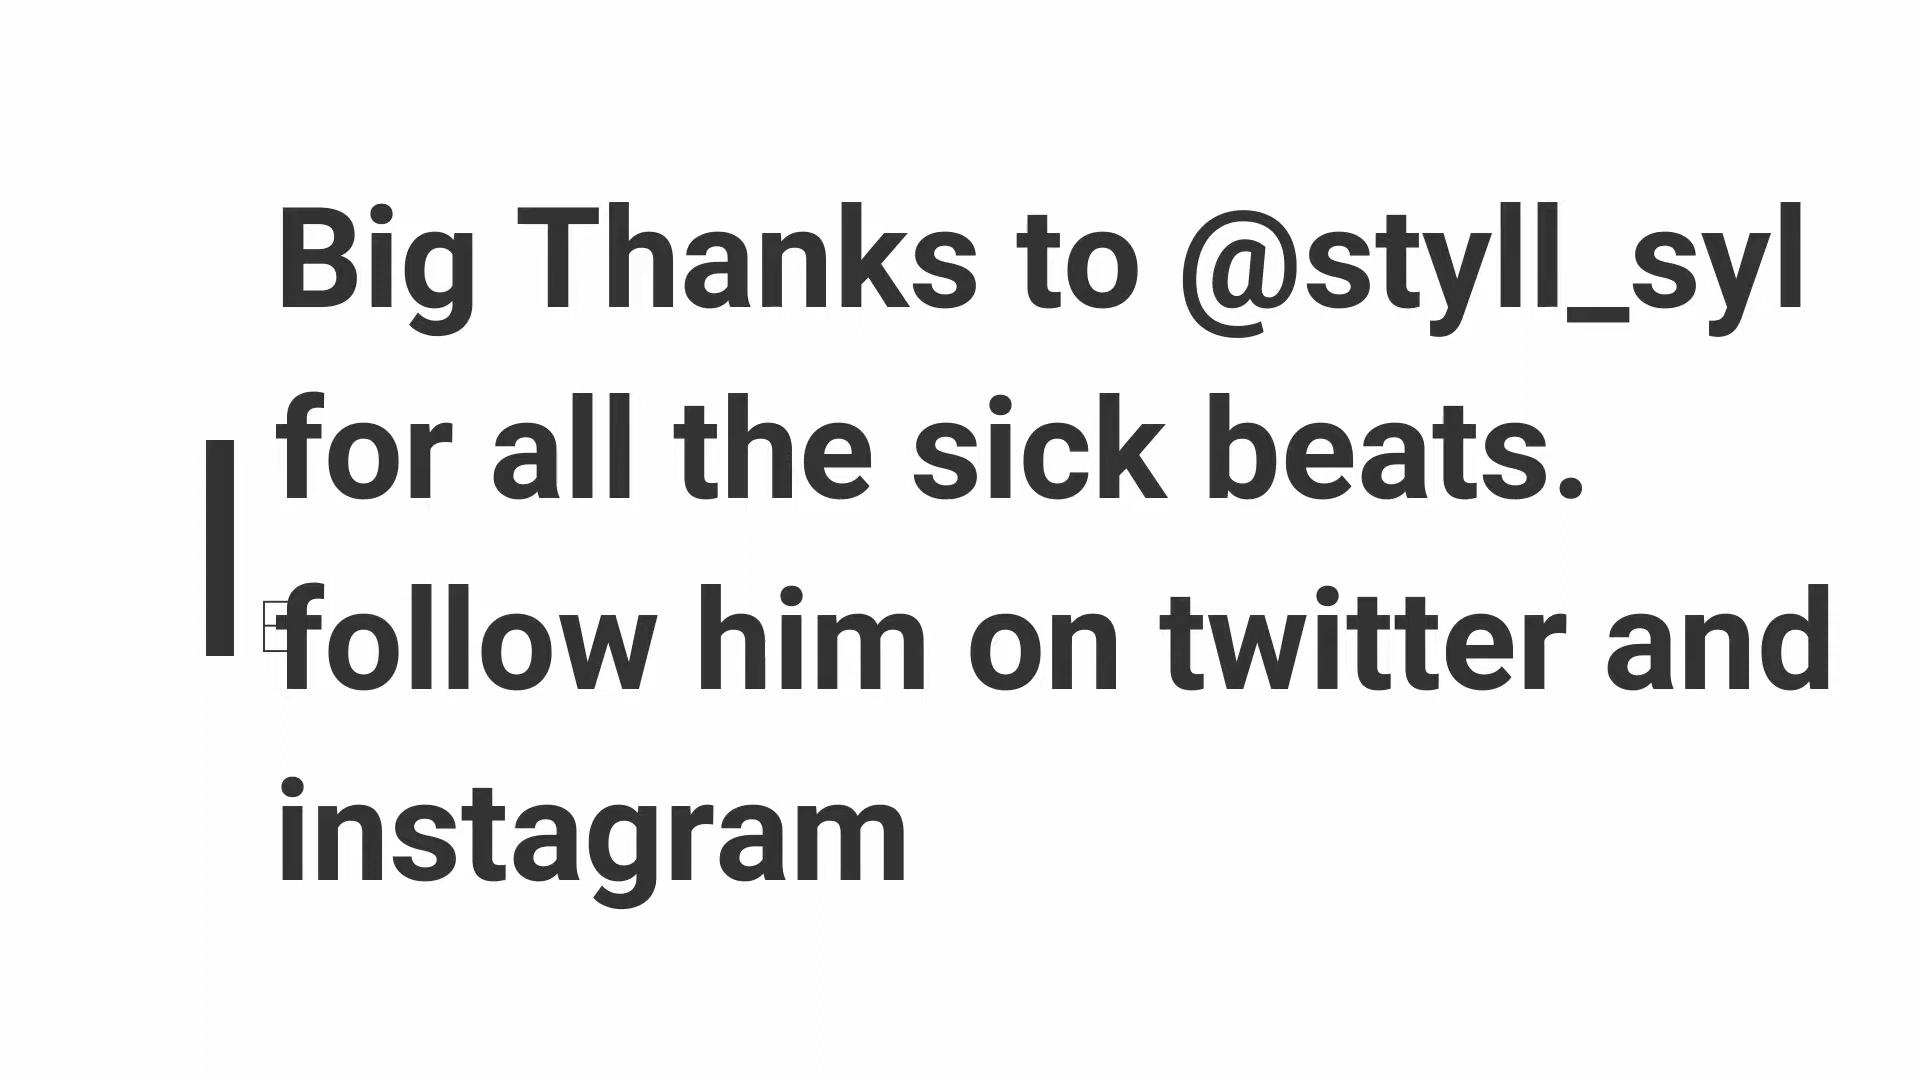 Big Thanks to @styll_syl
for all the sick beats.
follow him on twitter and
instagram